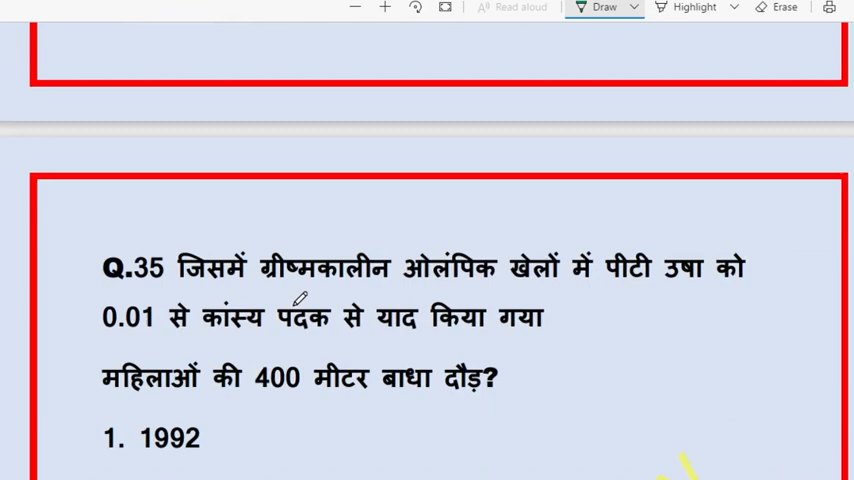 Read aloud Draw Highlight Erase
Q.35 जिसमें ग्रीष्मकालीन ओलंपिक खेलों में पीटी उषा को
0.01 से कांस्य पदक से याद किया गया
महिलाओं की 400 मीटर बाधा दौड़?
1. 1992